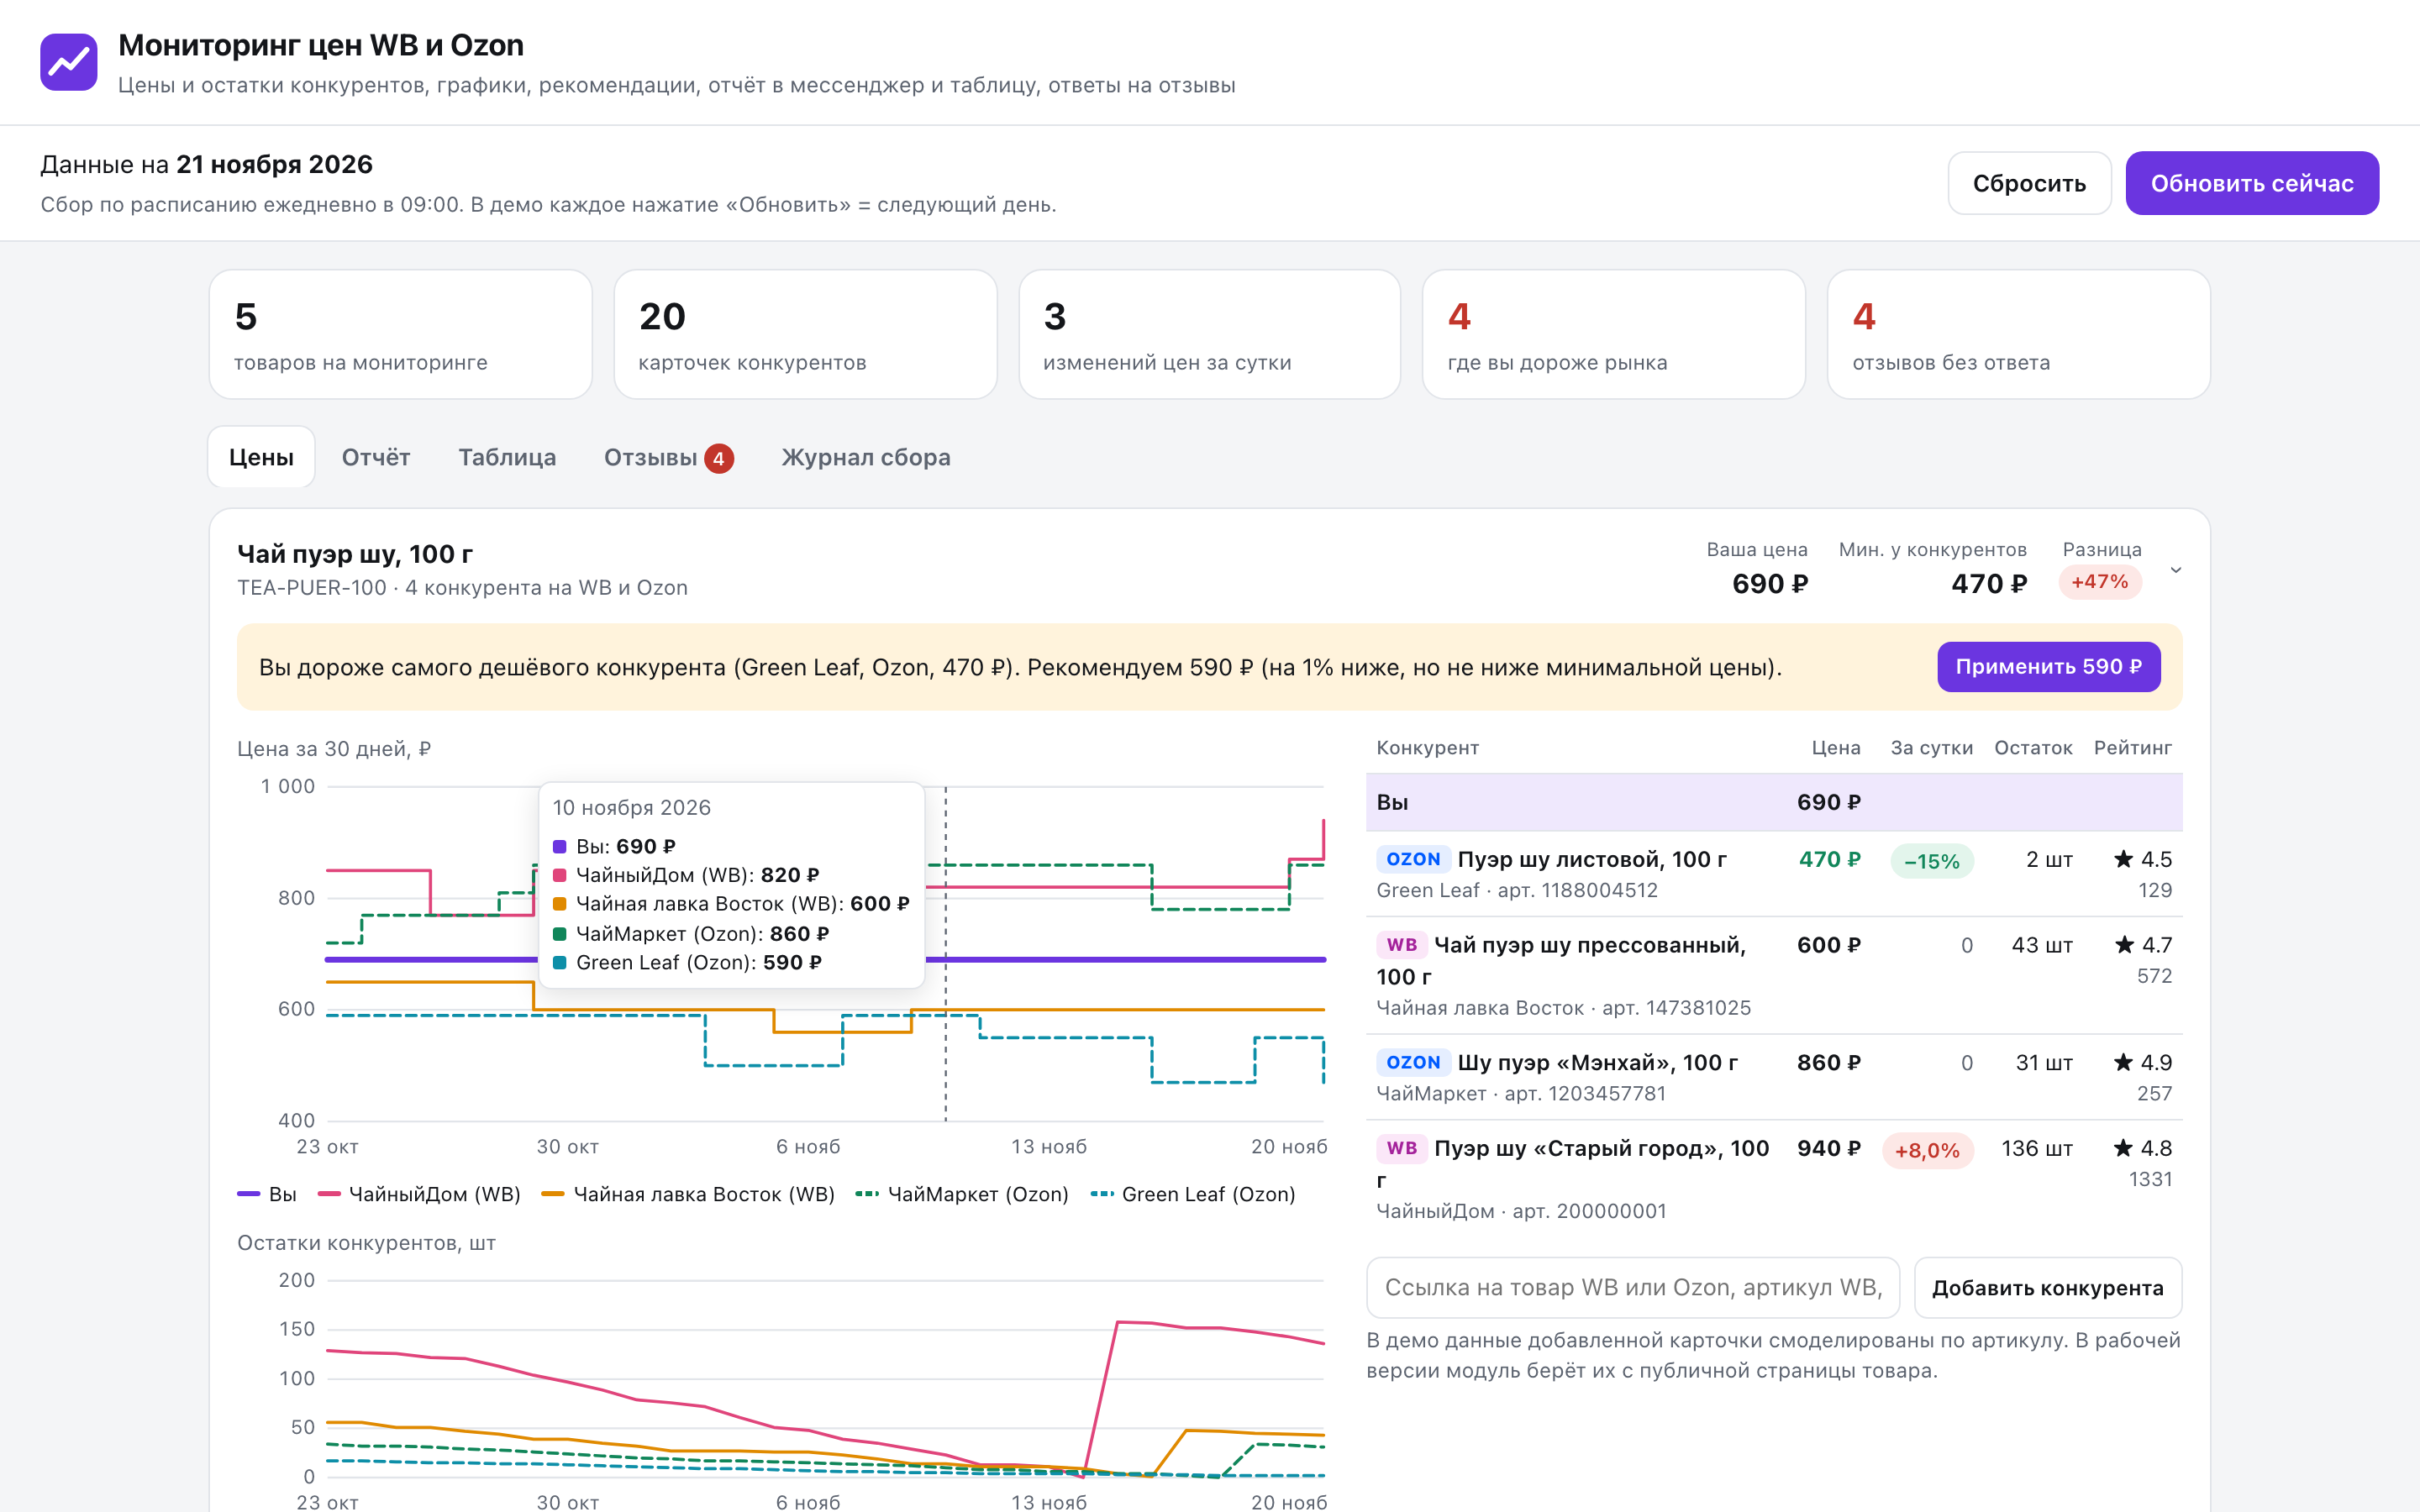 Мониторинг цен WB и Ozon
Цены и остатки конкурентов, графики, рекомендации, отчёт в мессенджер и таблицу, ответы на отзывы
Данные на 21 ноября 2026
Сбор по расписанию ежедневно в 09:00. В демо каждое нажатие «Обновить» = следующий день.
Сбросить
Обновить сейчас
5
товаров на мониторинге
20
карточек конкурентов
3
изменений цен за сутки
4
где вы дороже рынка
4
отзывов без ответа
Цены
Отчёт
Таблица
Отзывы 4
Журнал сбора
Чай пуэр шу, 100 г
TEA-PUER-100 · 4 конкурента на WB и Ozon
Ваша цена
690 ₽
Мин. у конкурентов
470 ₽
Разница
+47%
Вы дороже самого дешёвого конкурента (Green Leaf, Ozon, 470 ₽). Рекомендуем 590 ₽ (на 1% ниже, но не ниже минимальной цены).
Применить 590 ₽
Цена за 30 дней, ₽
1 000
800
600
400
23 окт
30 окт
6 нояб
13 нояб
20 нояб
10 ноября 2026
Вы: 690 ₽
ЧайныйДом (WB): 820 ₽
Чайная лавка Восток (WB): 600 ₽
ЧайМаркет (Ozon): 860 ₽
Green Leaf (Ozon): 590 ₽
Вы
ЧайныйДом (WB)
Чайная лавка Восток (WB)
ЧайМаркет (Ozon)
Green Leaf (Ozon)
Остатки конкурентов, шт
200
150
100
50
0
23 окт
30 окт
6 нояб
13 нояб
20 нояб
Конкурент Цена За сутки Остаток Рейтинг
Вы 690 ₽
OZON Пуэр шу листовой, 100 г 470 ₽ −15% 2 шт ★ 4.5
Green Leaf · арт. 1188004512 129
WB Чай пуэр шу прессованный, 600 ₽ 0 43 шт ★ 4.7
100 г 572
Чайная лавка Восток · арт. 147381025
OZON Шу пуэр «Мэнхай», 100 г 860 ₽ 0 31 шт ★ 4.9
ЧайМаркет · арт. 1203457781 257
WB Пуэр шу «Старый город», 100 940 ₽ +8,0% 136 шт ★ 4.8
г 1331
ЧайныйДом · арт. 200000001
Ссылка на товар WB или Ozon, артикул WB,
Добавить конкурента
В демо данные добавленной карточки смоделированы по артикулу. В рабочей
версии модуль берёт их с публичной страницы товара.